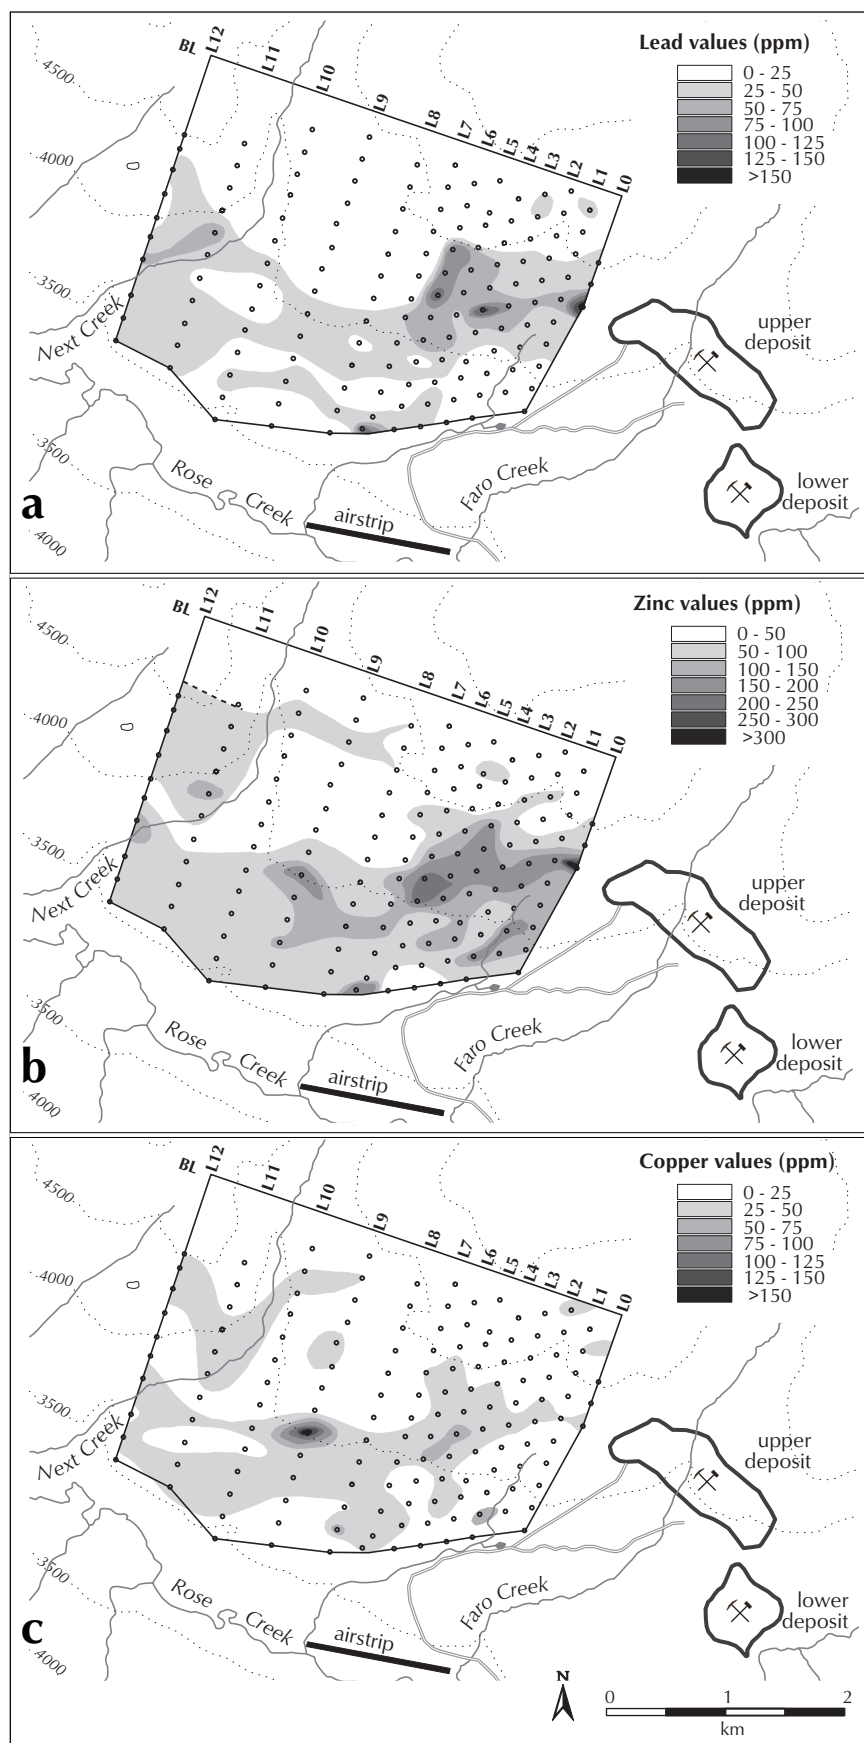 Lead values (ppm)
0 - 25
25 - 50
50 - 75
75 - 100
100 - 125
125 - 150
>150
BL
L12
L11
L10
L9
L8
L7
L6
L5
L4
L3
L2
L1
L0
4500
4000
3500
Next Creek
upper
deposit
lower
deposit
3500
Rose Creek
Faro Creek
airstrip
4000
a
Zinc values (ppm)
0 - 50
50 - 100
100 - 150
150 - 200
200 - 250
250 - 300
>300
BL
L12
L11
L10
L9
L8
L7
L6
L5
L4
L3
L2
L1
L0
4500
4000
3500
Next Creek
upper
deposit
lower
deposit
3500
Rose Creek
Faro Creek
airstrip
4000
b
Copper values (ppm)
0 - 25
25 - 50
50 - 75
75 - 100
100 - 125
125 - 150
>150
BL
L12
L11
L10
L9
L8
L7
L6
L5
L4
L3
L2
L1
L0
4500
4000
3500
Next Creek
upper
deposit
lower
deposit
3500
Rose Creek
Faro Creek
airstrip
4000
c
N
0 1 2
km